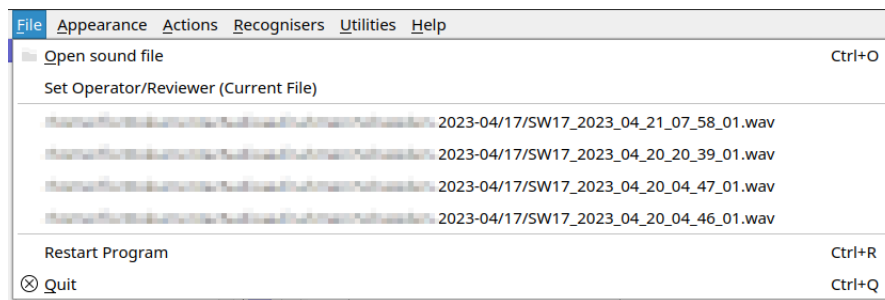 File Appearance Actions Recognisers Utilities Help
Open sound file Ctrl+O
Set Operator/Reviewer (Current File)
2023-04/17/SW17_2023_04_21_07_58_01.wav
2023-04/17/SW17_2023_04_20_20_39_01.wav
2023-04/17/SW17_2023_04_20_04_47_01.wav
2023-04/17/SW17_2023_04_20_04_46_01.wav
Restart Program Ctrl+R
Quit Ctrl+Q